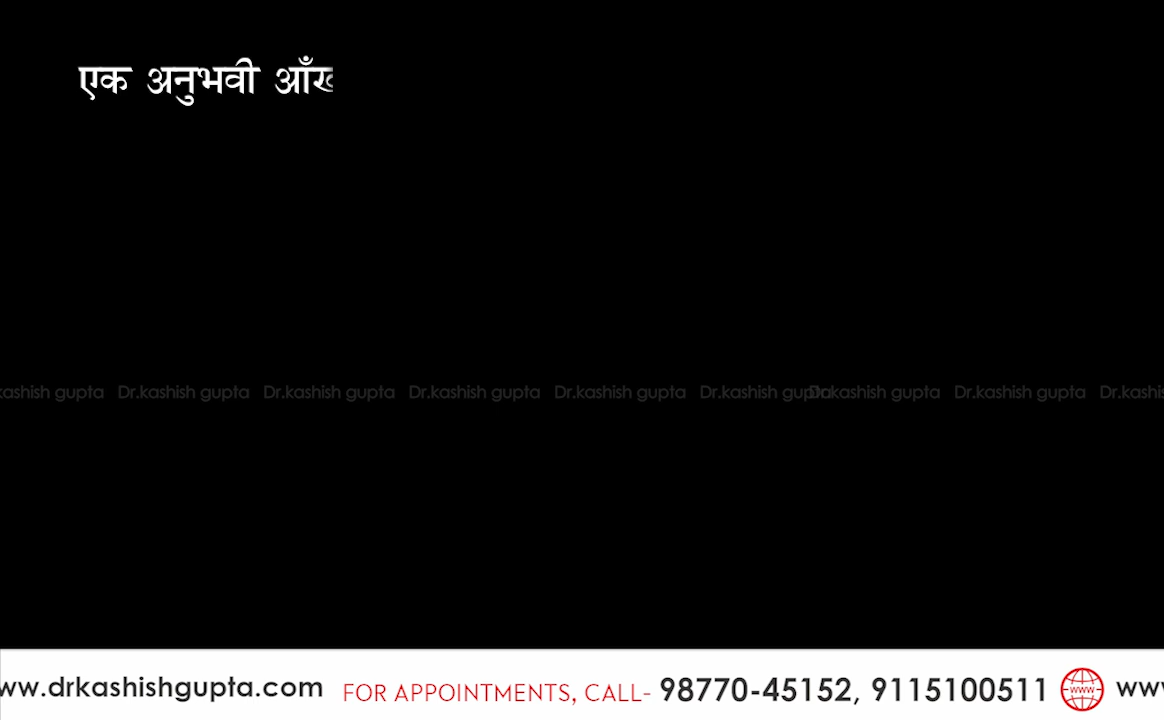 एक अनुभवी आँख
Dr.kashish gupta Dr.kashish gupta Dr.kashish gupta Dr.kashish gupta Dr.kashish gupta Dr.kashish gupta
www.drkashishgupta.com FOR APPOINTMENTS, CALL- 98770-45152, 9115100511 www